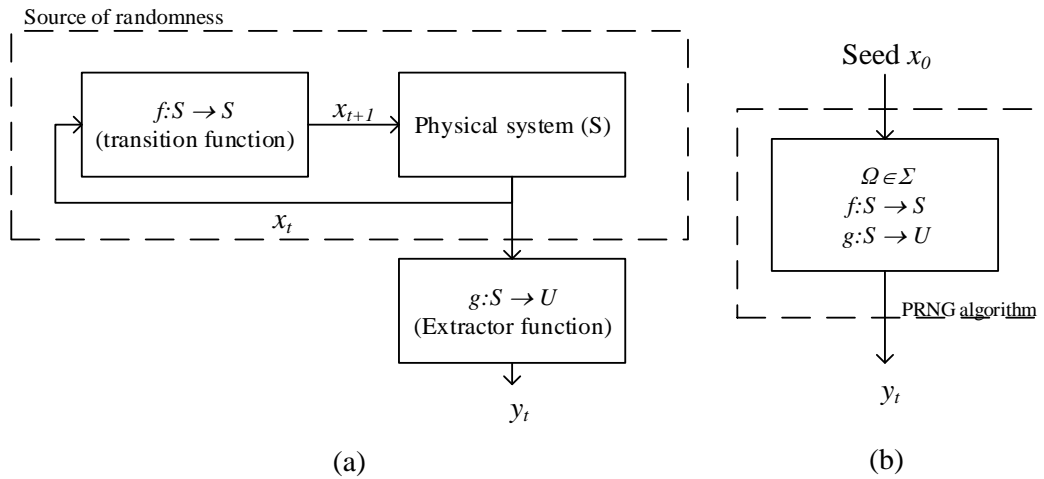 Source of randomness
f:S → S
(transition function)
x_{t+1}
Physical system (S)
x_t
g:S → U
(Extractor function)
y_t
(a)
Seed x_0
Ω∈Σ
f:S → S
g:S → U
PRNG algorithm
y_t
(b)